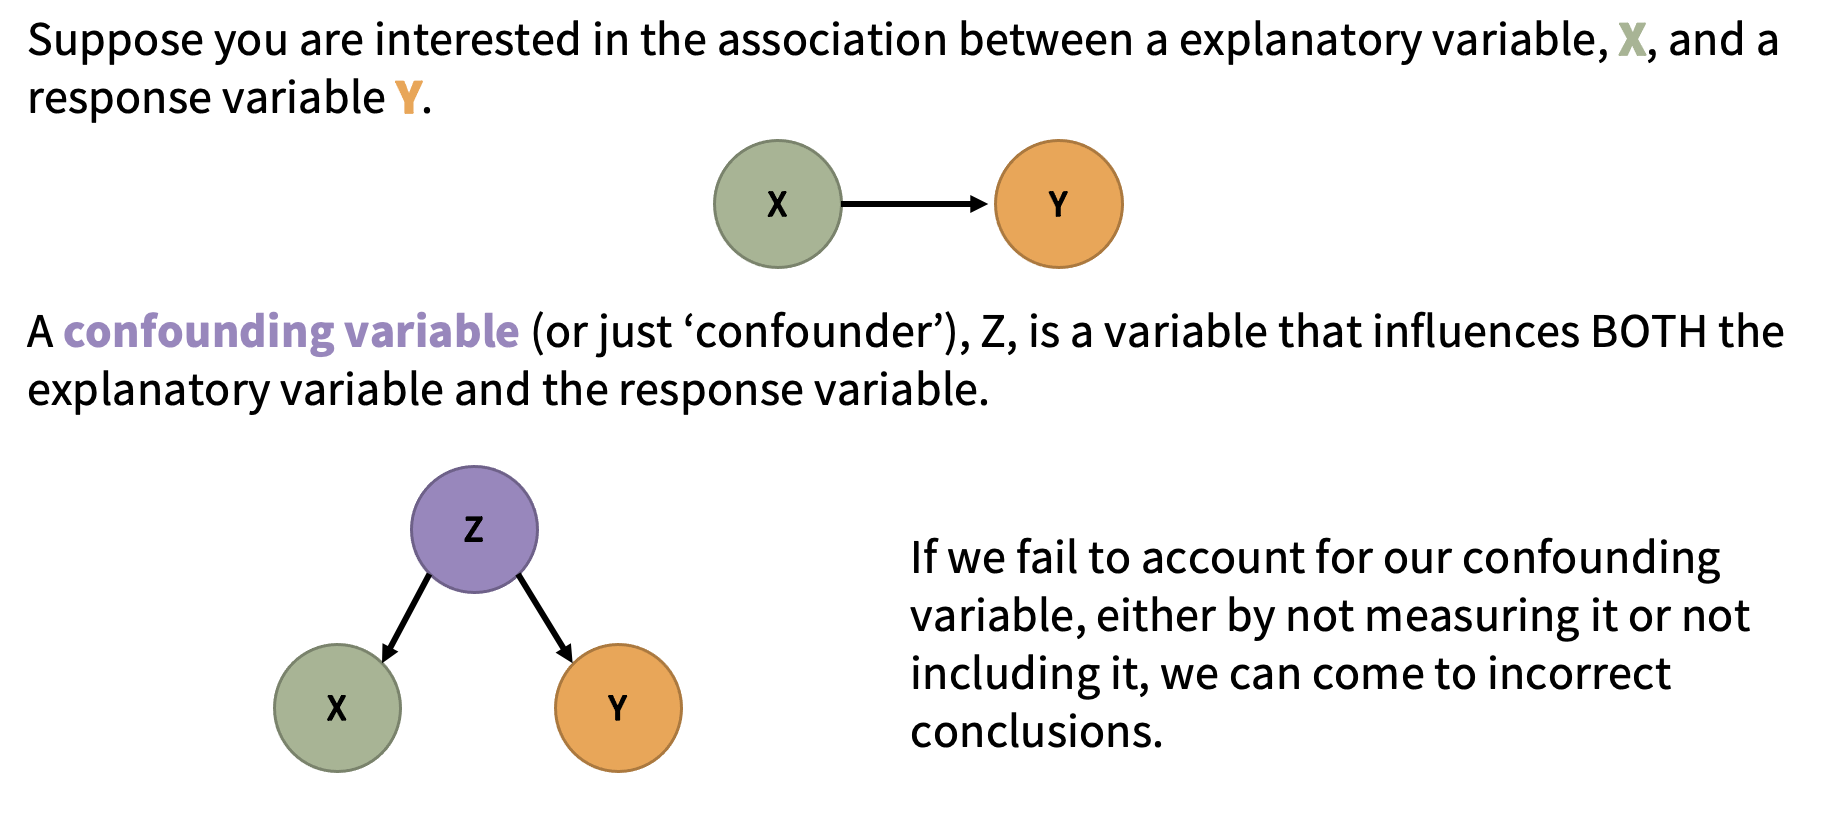 Suppose you are interested in the association between a explanatory variable, X, and a
response variable Y.
X
Y
A confounding variable (or just ‘confounder’), Z, is a variable that influences BOTH the
explanatory variable and the response variable.
Z
X
Y
If we fail to account for our confounding
variable, either by not measuring it or not
including it, we can come to incorrect
conclusions.